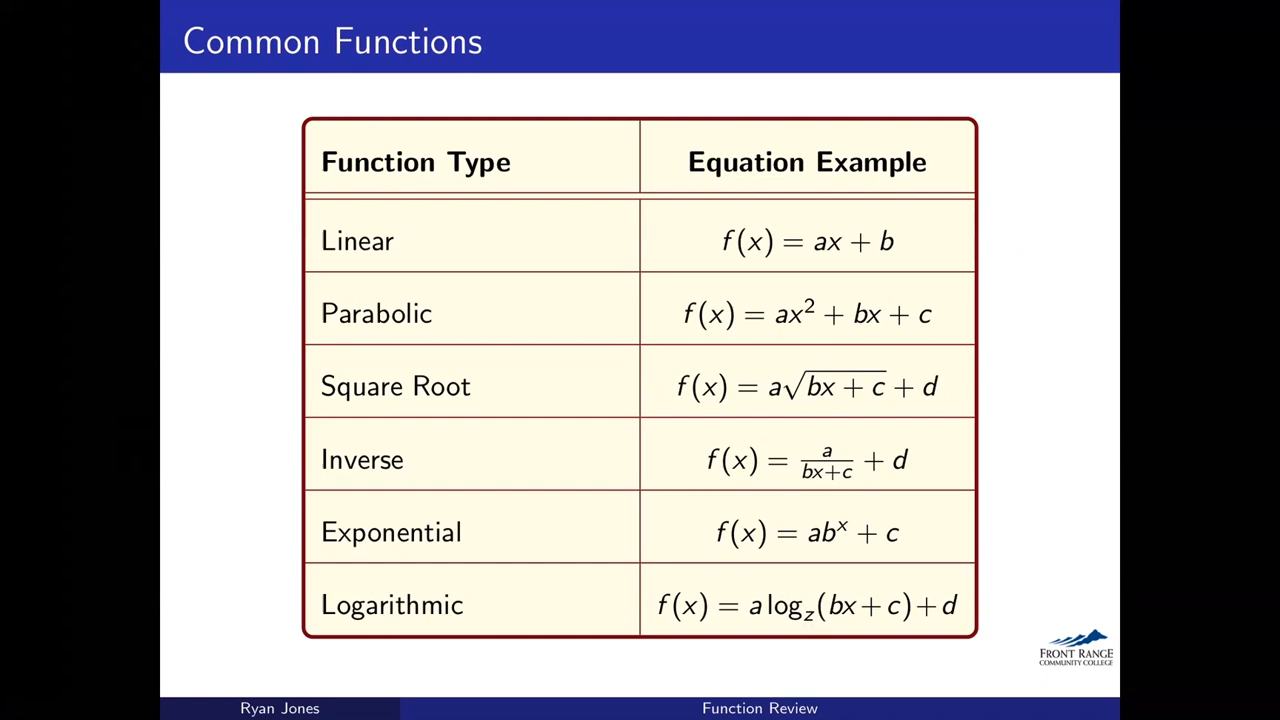 Common Functions
Function Type Equation Example
Linear f(x) = ax + b
Parabolic f(x) = ax² + bx + c
Square Root f(x) = a√(bx + c) + d
Inverse f(x) = a/(bx+c) + d
Exponential f(x) = abˣ + c
Logarithmic f(x) = a log_z(bx + c) + d
FRONT RANGE
COMMUNITY COLLEGE
Ryan Jones Function Review